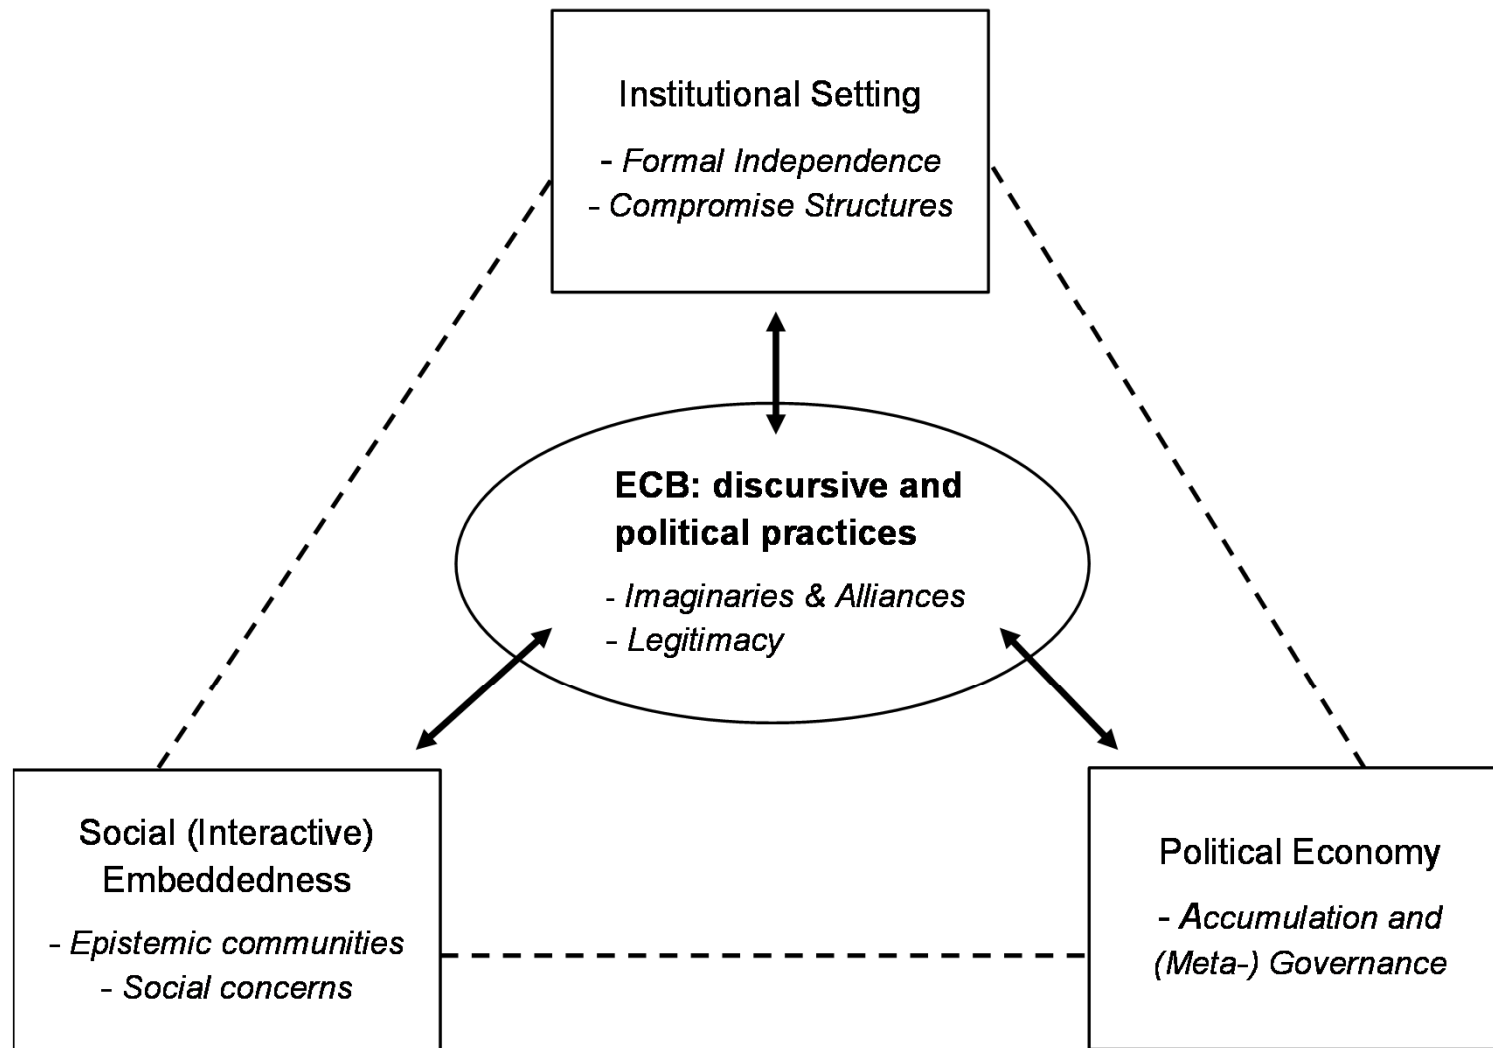 Institutional Setting
- Formal Independence
- Compromise Structures
ECB: discursive and
political practices
- Imaginaries & Alliances
- Legitimacy
Social (Interactive)
Embeddedness
- Epistemic communities
- Social concerns
Political Economy
- Accumulation and
(Meta-) Governance